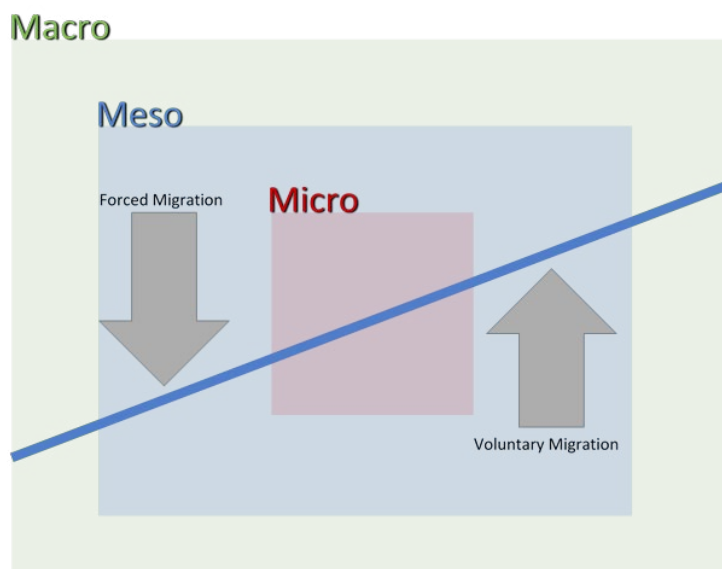 Macro
Meso
Forced Migration
Micro
Voluntary Migration